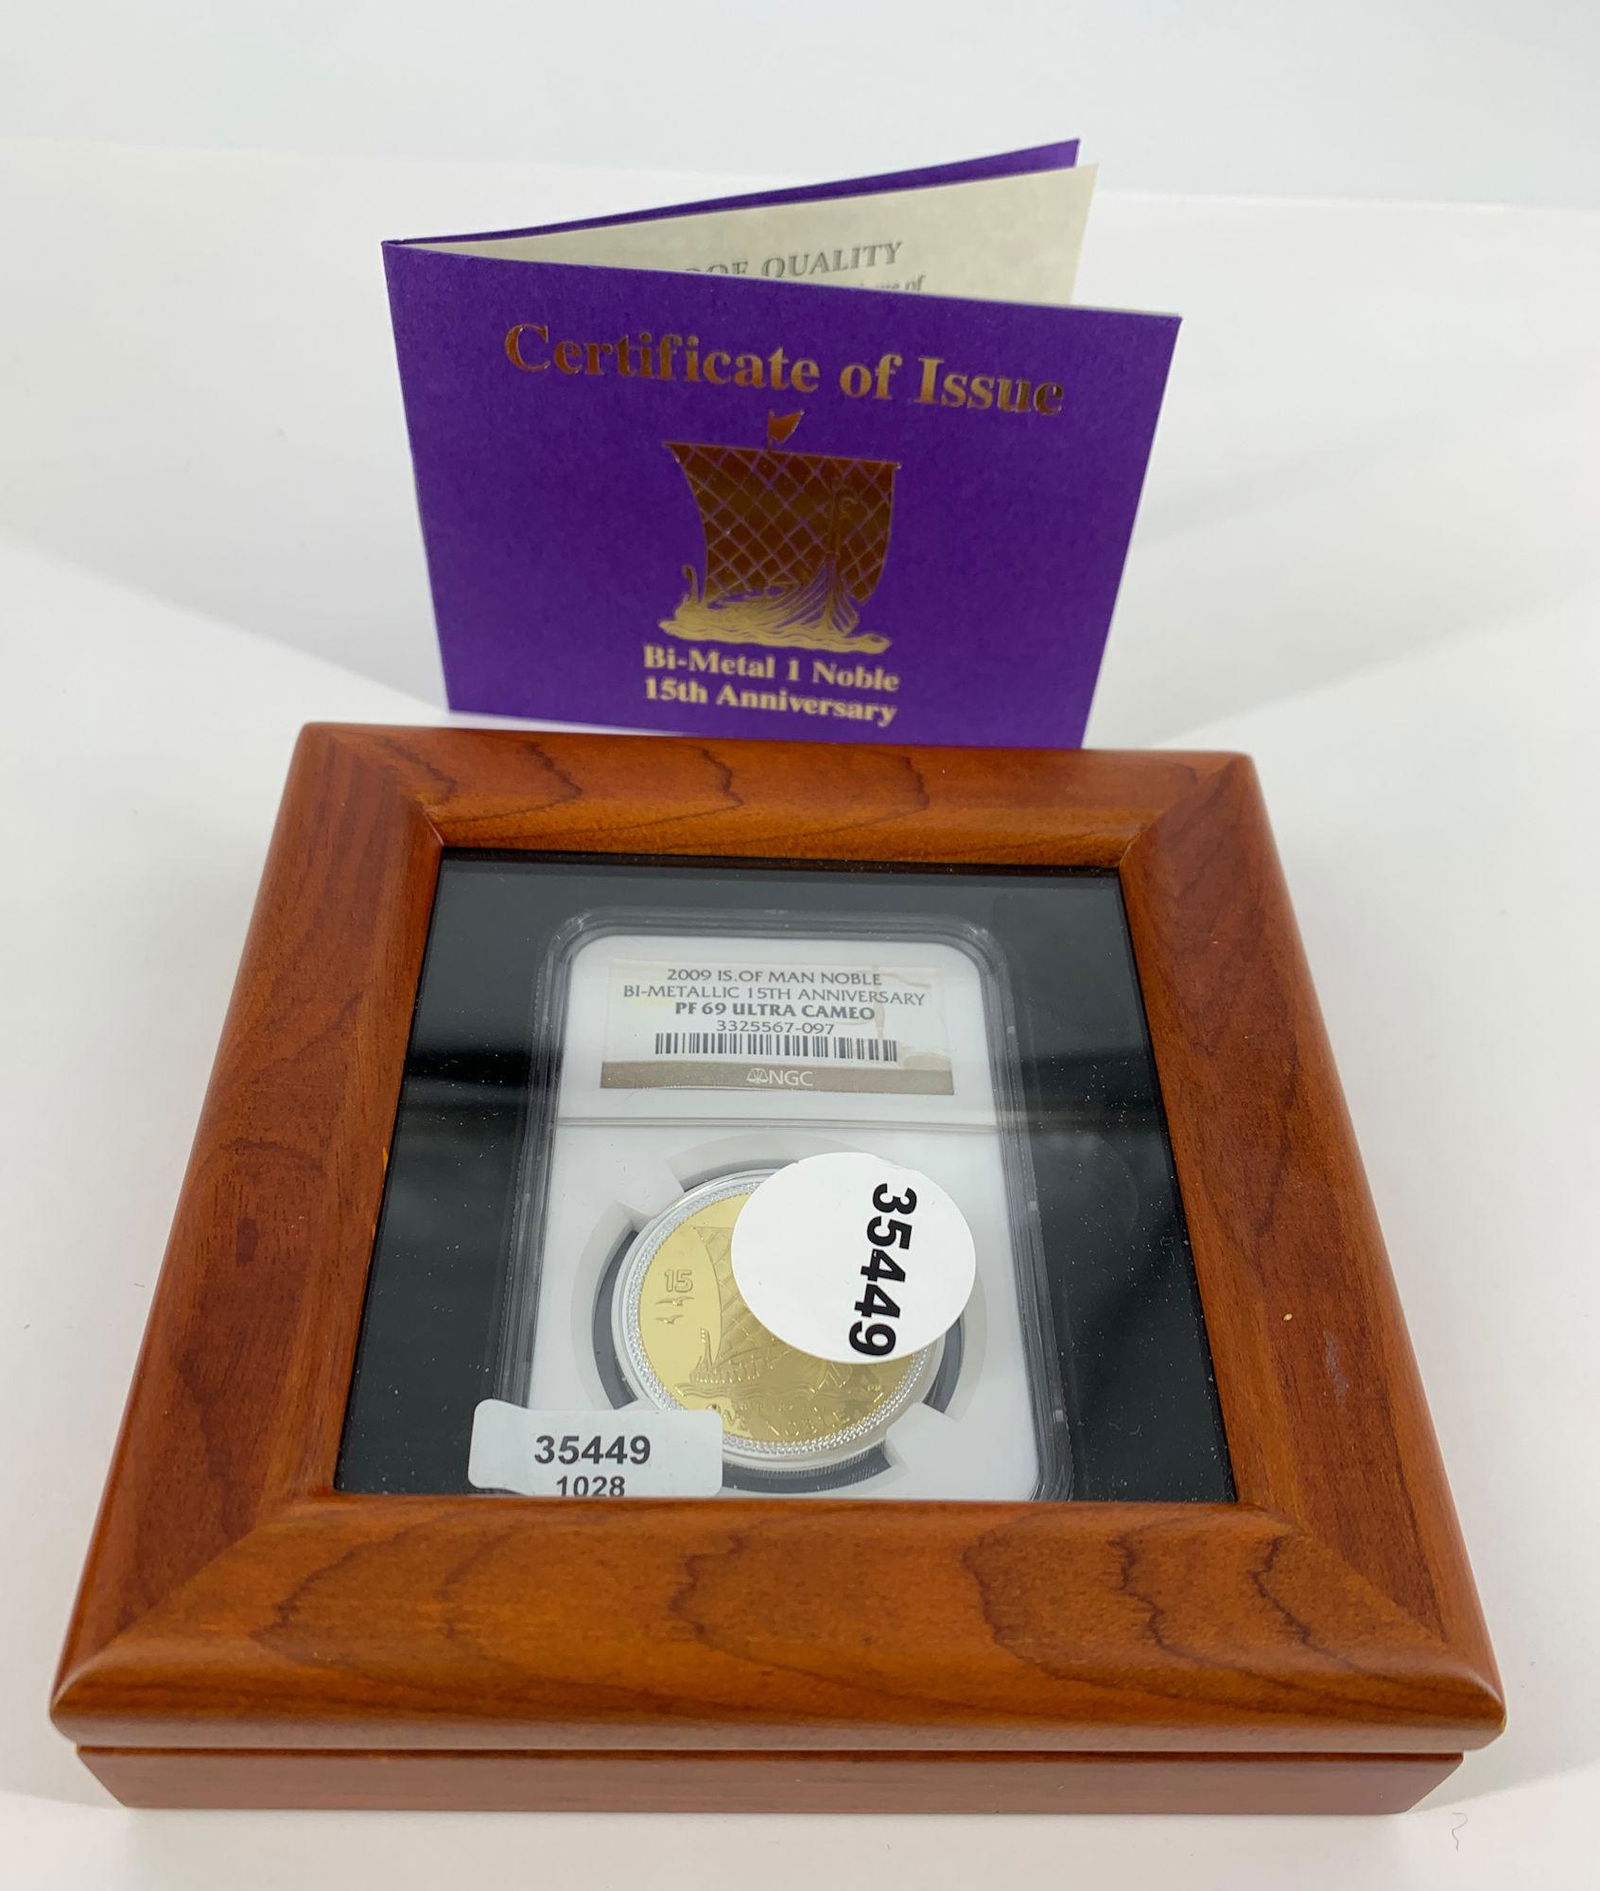 QUALITY
of
Certificate of Issue
Bi-Metal 1 Noble
15th Anniversary
2009 IS.OF MAN NOBLE
BI-METALLIC 15TH ANNIVERSARY
PF 69 ULTRA CAMEO
3325567-097
NGC
35449
15
NOBLE
35449
1028